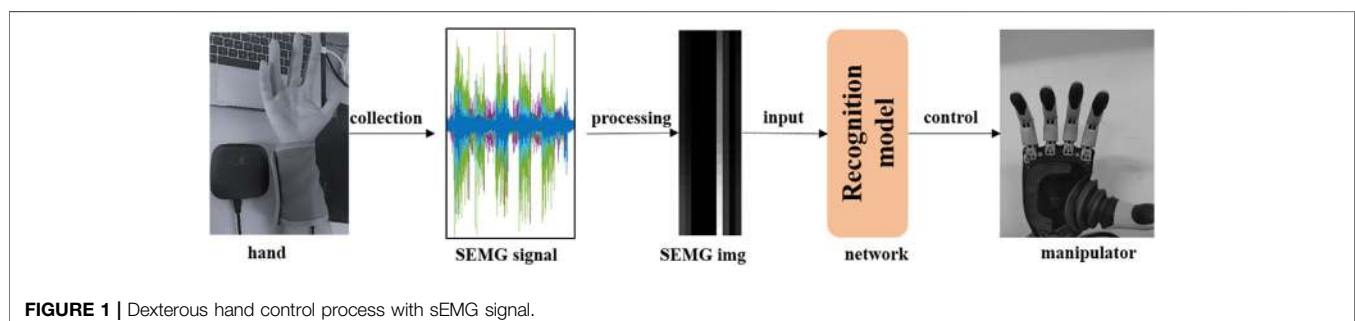 collection
processing
input
Recognition
model
control
hand
SEMG signal
SEMG img
network
manipulator
FIGURE 1 | Dexterous hand control process with sEMG signal.